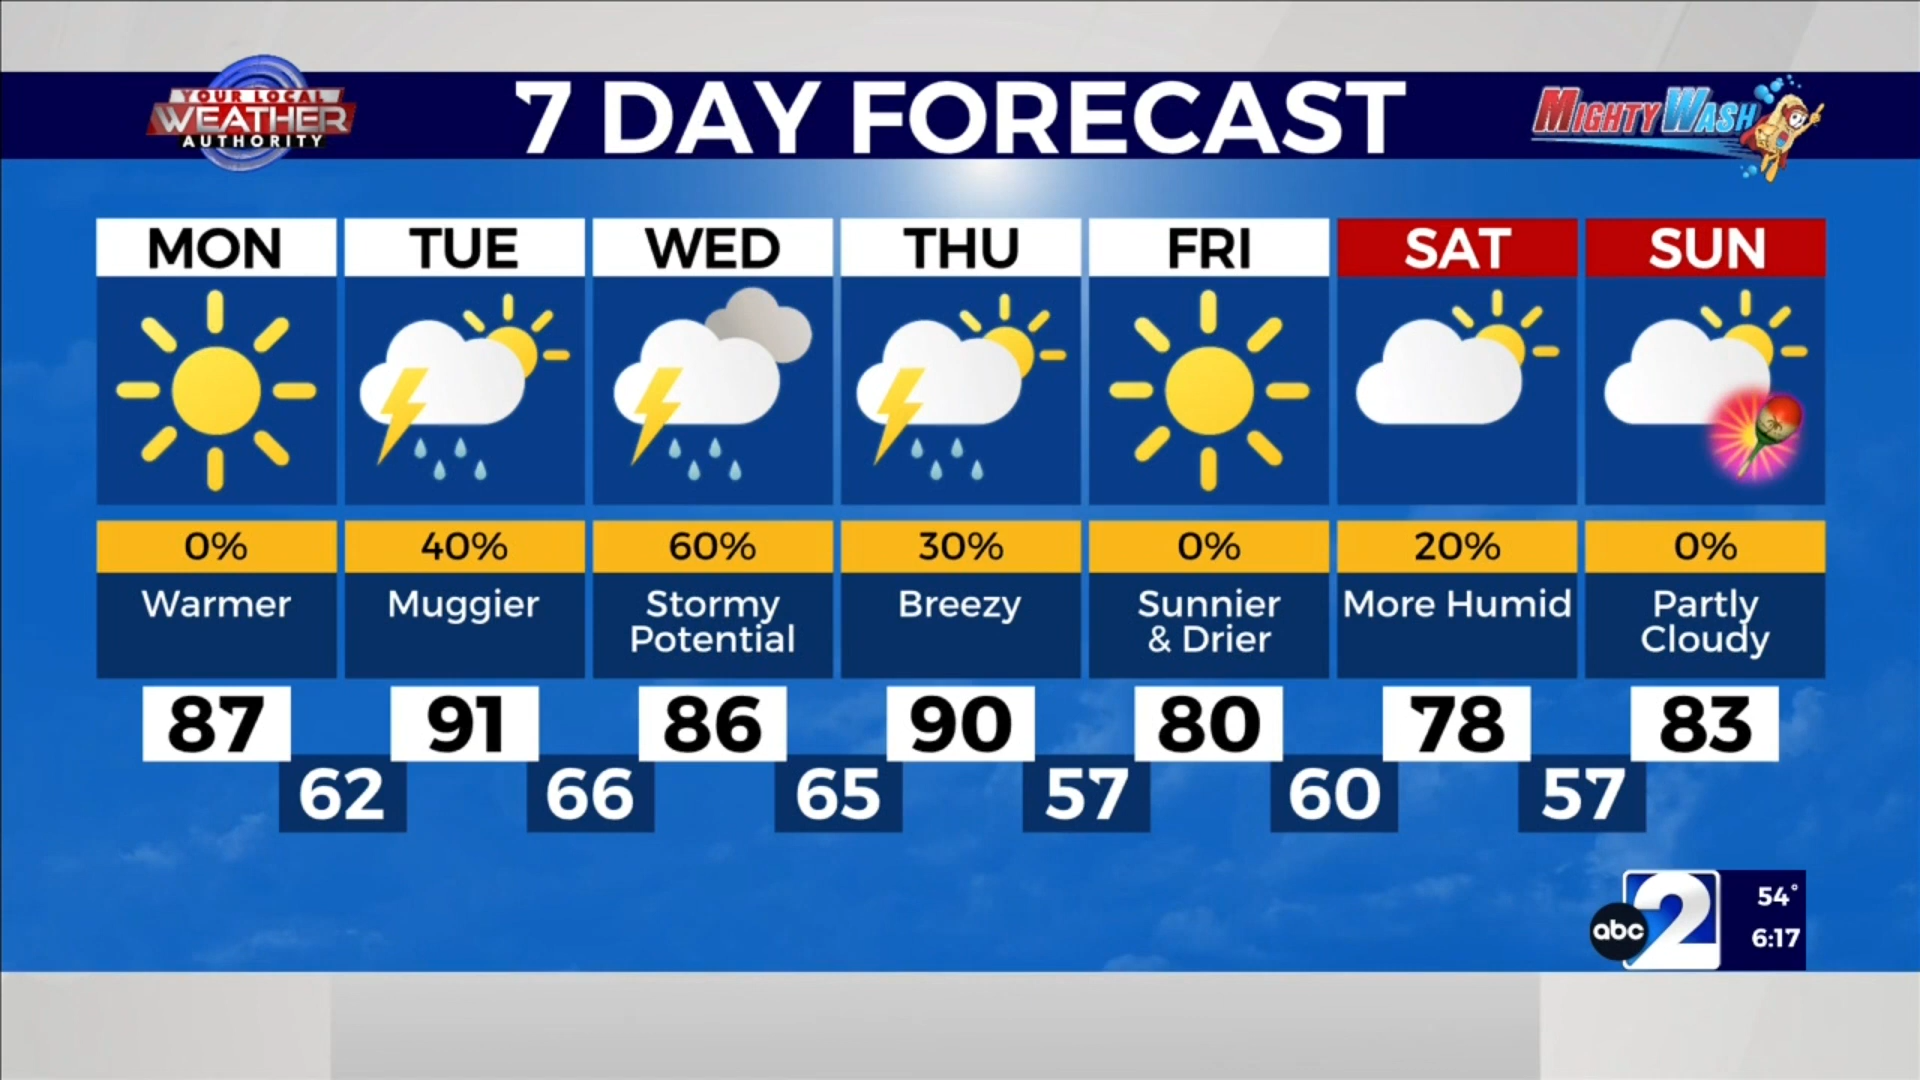 YOUR LOCAL
WEATHER
AUTHORITY
7 DAY FORECAST
MIGHTY WASH
MON
TUE
WED
THU
FRI
SAT
SUN
0%
40%
60%
30%
0%
20%
0%
Warmer
Muggier
Stormy
Potential
Breezy
Sunnier
& Drier
More Humid
Partly
Cloudy
87
91
86
90
80
78
83
62
66
65
57
60
57
abc
2
54°
6:17